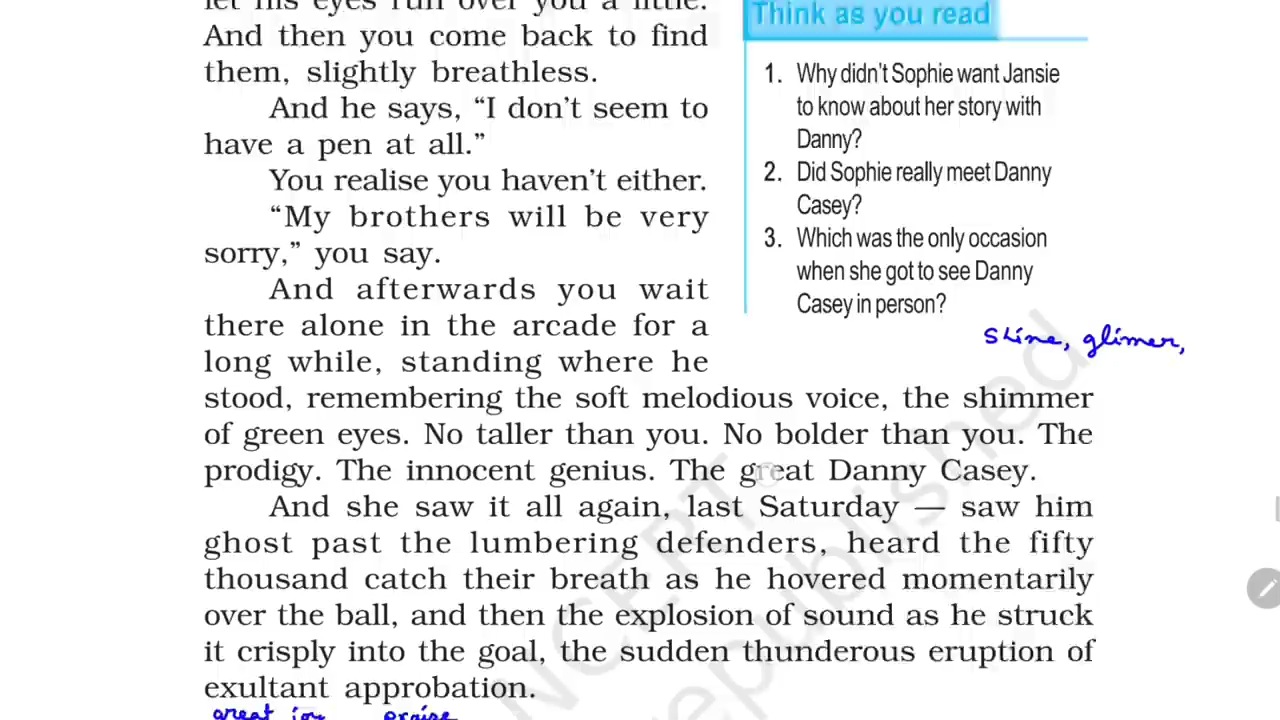 let his eyes run over you a little.
And then you come back to find
them, slightly breathless.
And he says, “I don’t seem to
have a pen at all.”
You realise you haven’t either.
“My brothers will be very
sorry,” you say.
And afterwards you wait
there alone in the arcade for a
long while, standing where he
stood, remembering the soft melodious voice, the shimmer
of green eyes. No taller than you. No bolder than you. The
prodigy. The innocent genius. The great Danny Casey.
And she saw it all again, last Saturday — saw him
ghost past the lumbering defenders, heard the fifty
thousand catch their breath as he hovered momentarily
over the ball, and then the explosion of sound as he struck
it crisply into the goal, the sudden thunderous eruption of
exultant approbation.
great joy praise
Think as you read
1. Why didn’t Sophie want Jansie
to know about her story with
Danny?
2. Did Sophie really meet Danny
Casey?
3. Which was the only occasion
when she got to see Danny
Casey in person?
shine, glimer,
NCERT
republished